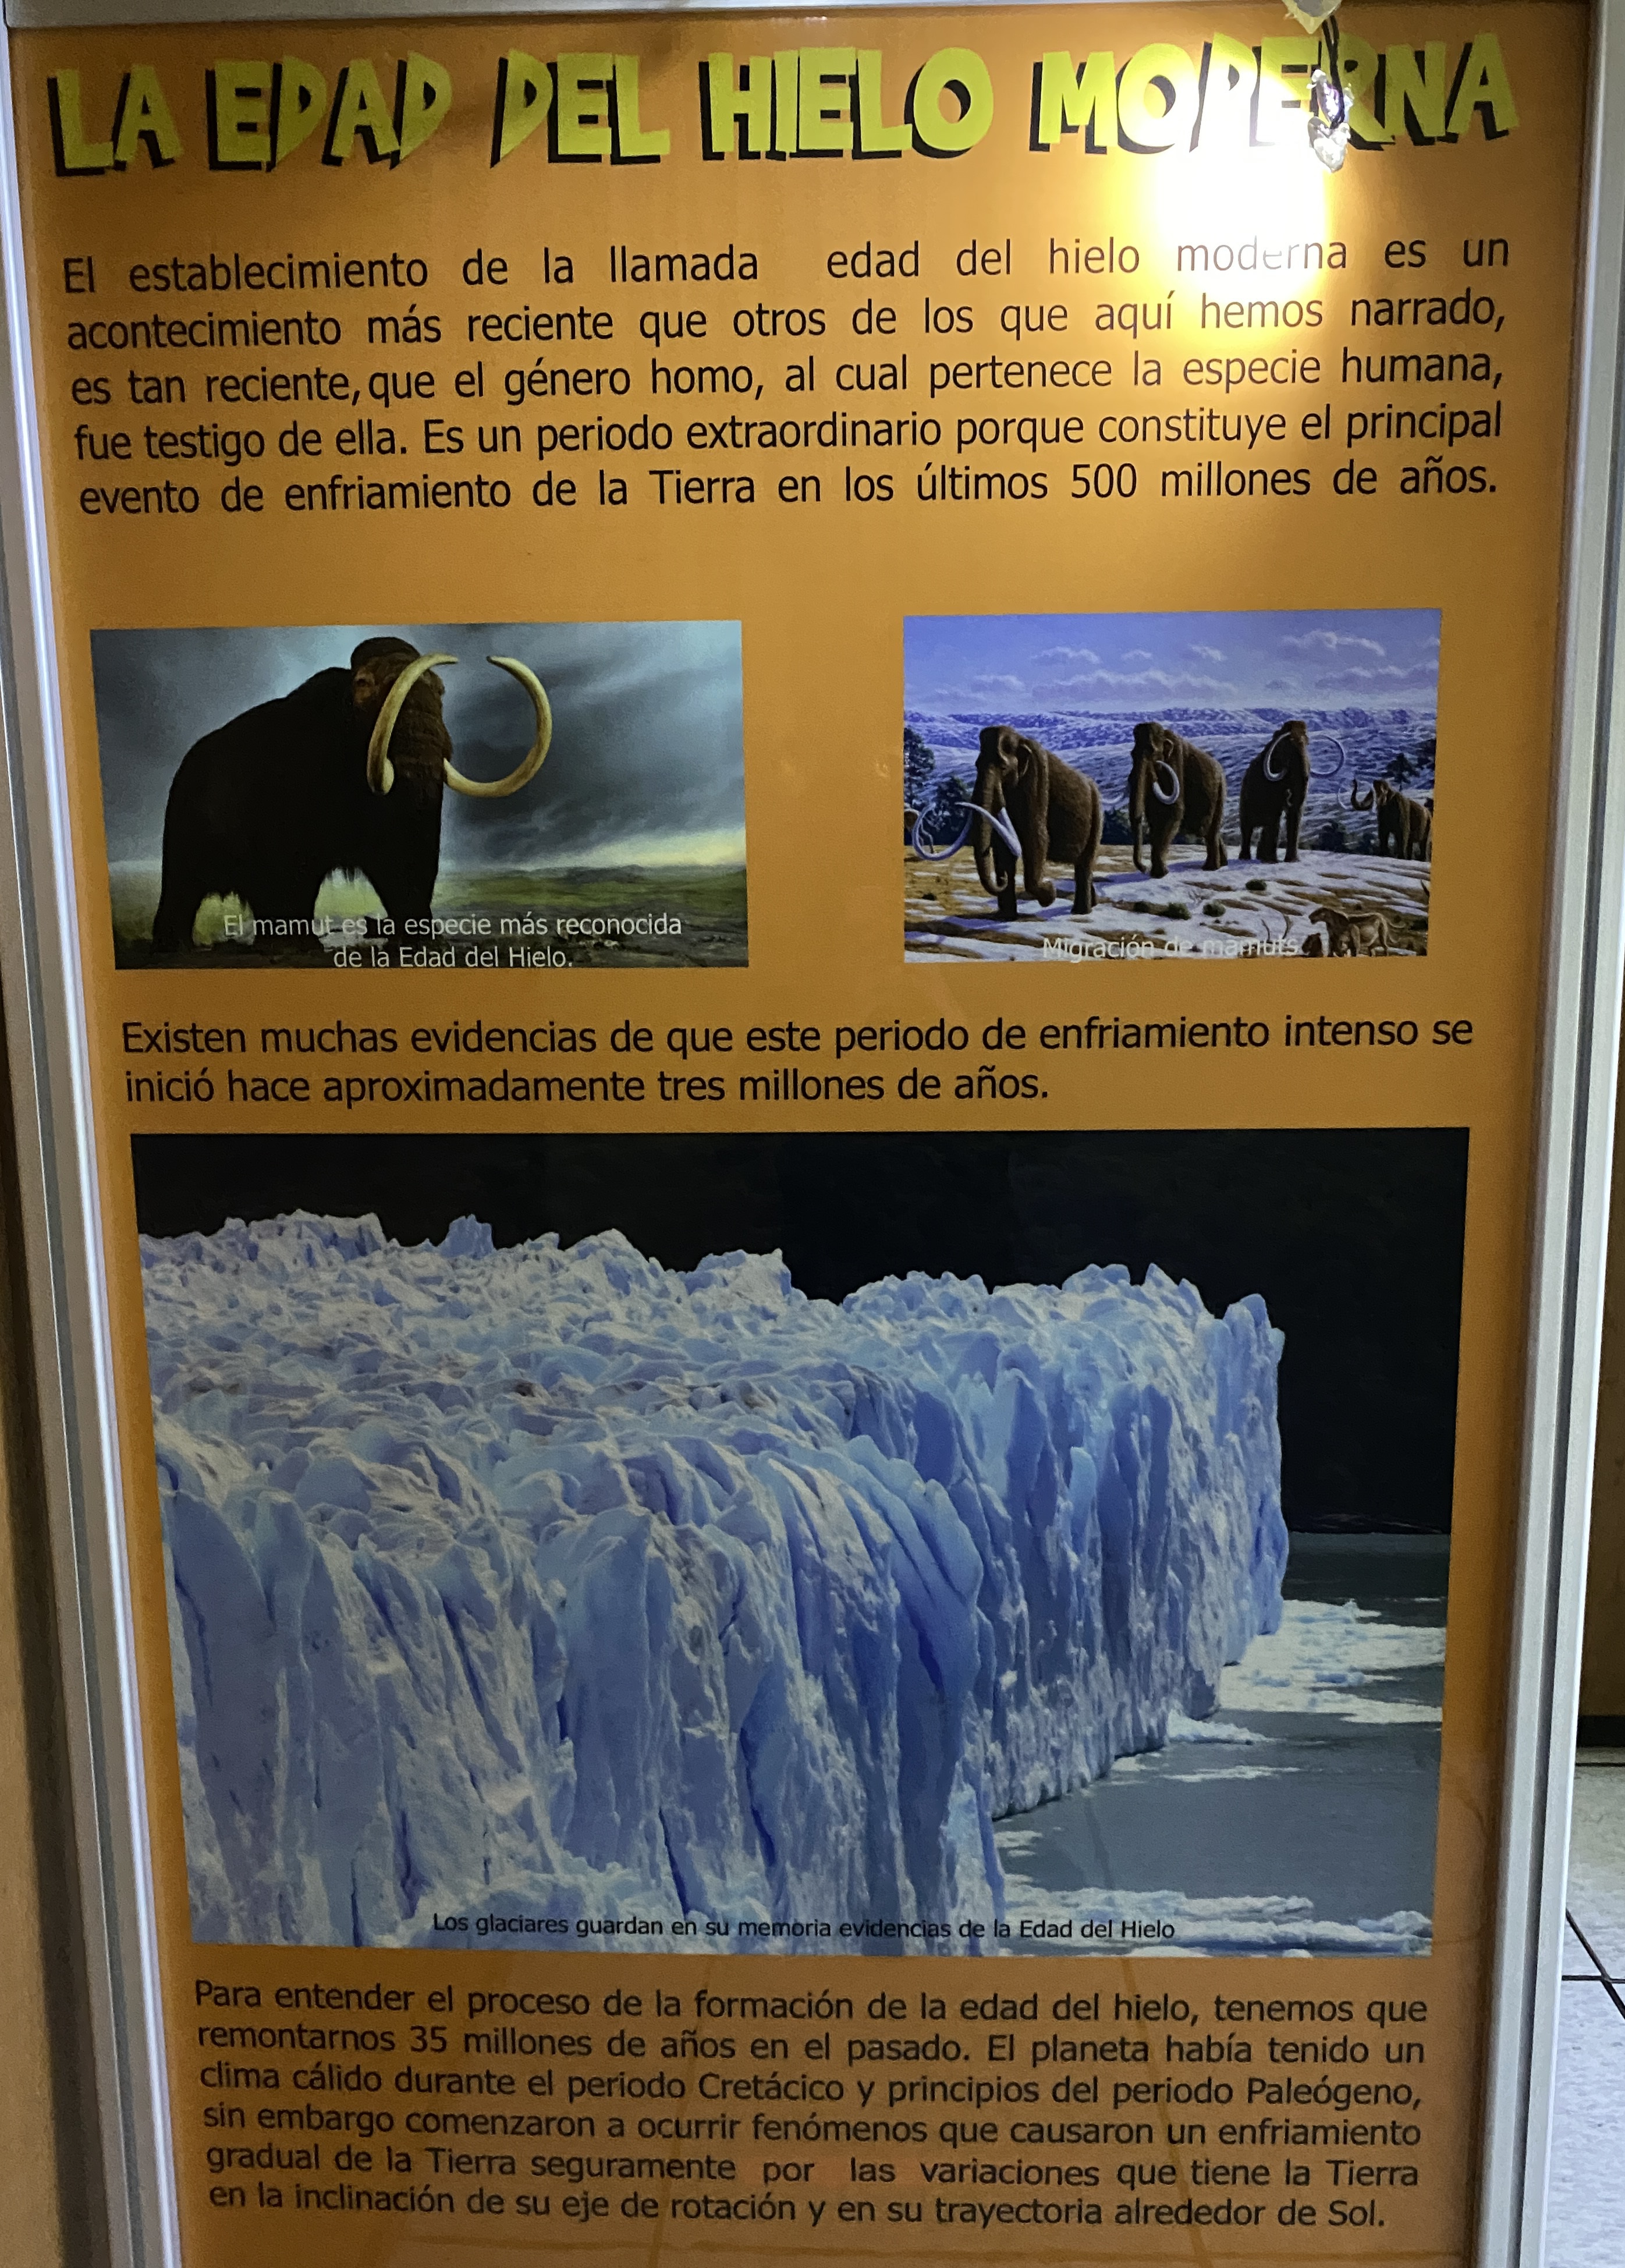 LA EDAD DEL HIELO MODERNA
El establecimiento de la llamada edad del hielo moderna es un
acontecimiento más reciente que otros de los que aquí hemos narrado,
es tan reciente, que el género homo, al cual pertenece la especie humana,
fue testigo de ella. Es un periodo extraordinario porque constituye el principal
evento de enfriamiento de la Tierra en los últimos 500 millones de años.
El mamut es la especie más reconocida
de la Edad del Hielo.
Migración de mamuts
Existen muchas evidencias de que este periodo de enfriamiento intenso se
inició hace aproximadamente tres millones de años.
Los glaciares guardan en su memoria evidencias de la Edad del Hielo
Para entender el proceso de la formación de la edad del hielo, tenemos que
remontarnos 35 millones de años en el pasado. El planeta había tenido un
clima cálido durante el periodo Cretácico y principios del periodo Paleógeno,
sin embargo comenzaron a ocurrir fenómenos que causaron un enfriamiento
gradual de la Tierra seguramente por las variaciones que tiene la Tierra
en la inclinación de su eje de rotación y en su trayectoria alrededor de Sol.